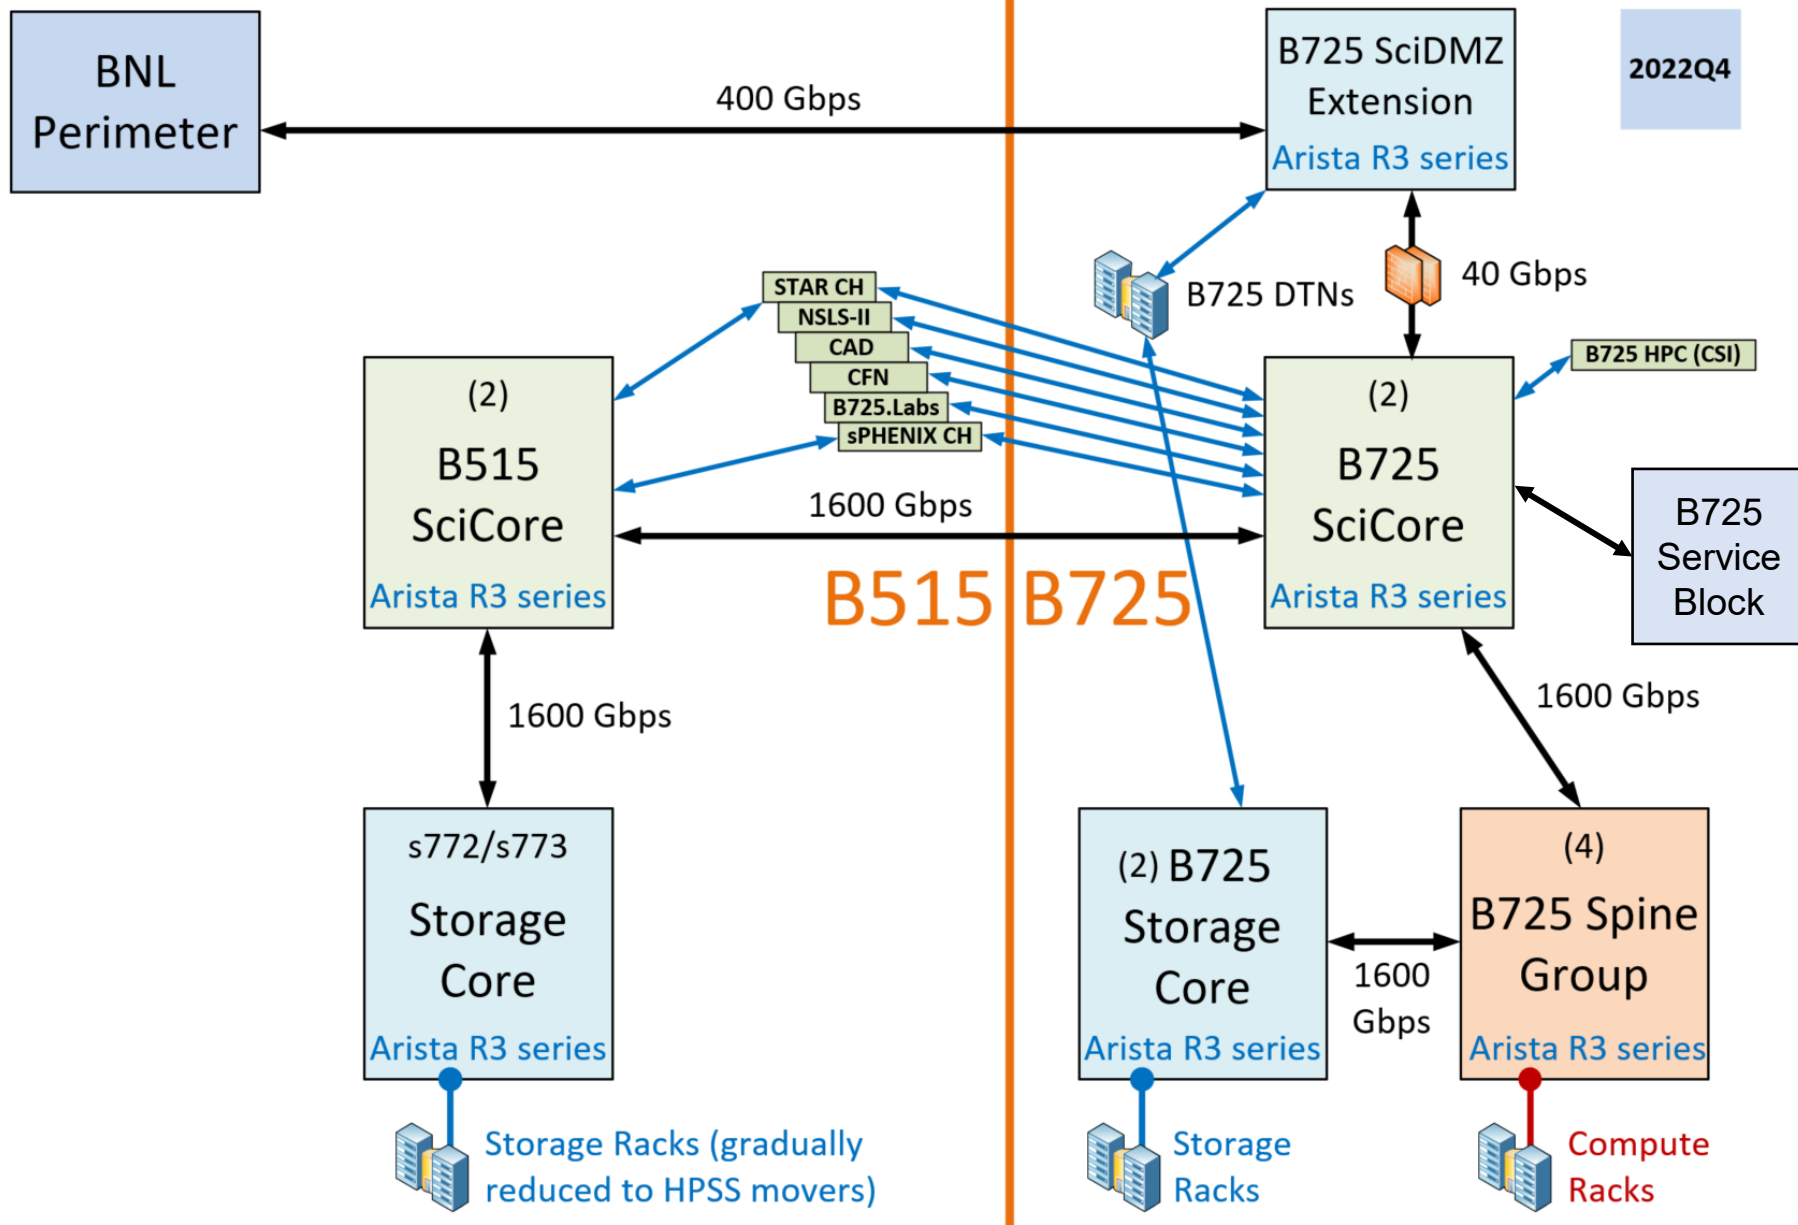 BNL
Perimeter
400 Gbps
B725 SciDMZ
Extension
Arista R3 series
2022Q4
B725 DTNs
40 Gbps
STAR CH
NSLS-II
CAD
CFN
B725.Labs
sPHENIX CH
B725 HPC (CSI)
(2)
B515
SciCore
Arista R3 series
1600 Gbps
(2)
B725
SciCore
Arista R3 series
B725
Service
Block
B515
B725
1600 Gbps
1600 Gbps
s772/s773
Storage
Core
Arista R3 series
(2) B725
Storage
Core
Arista R3 series
1600
Gbps
(4)
B725 Spine
Group
Arista R3 series
Storage Racks (gradually
reduced to HPSS movers)
Storage
Racks
Compute
Racks